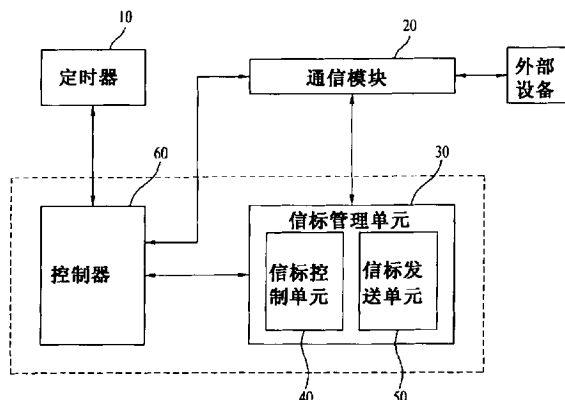 10
定时器
20
通信模块
外部
设备
60
控制器
30
信标管理单元
信标控
制单元
信标发
送单元
40
50